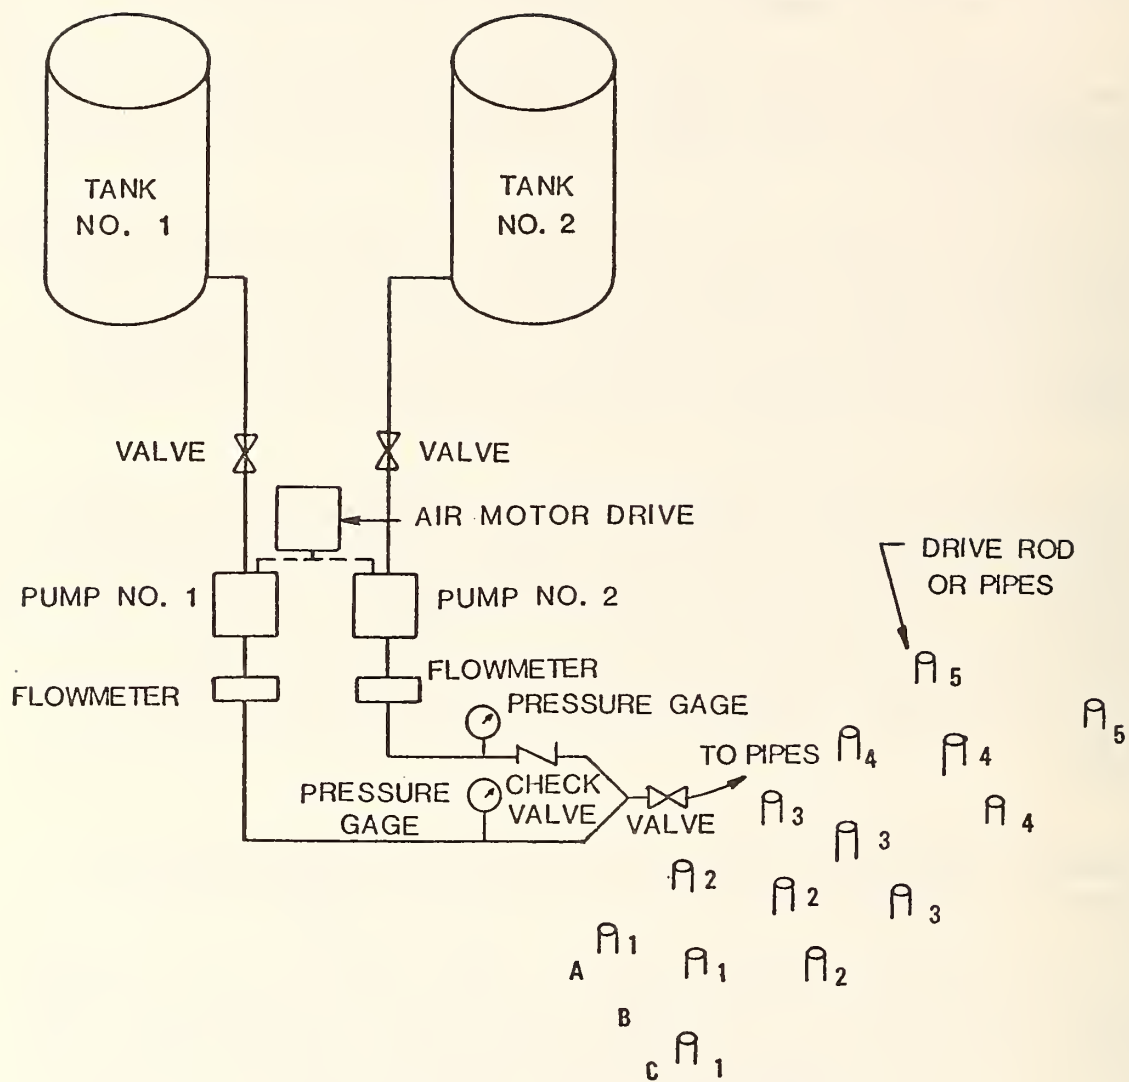 TANK
NO. 1
TANK
NO. 2
VALVE
VALVE
AIR MOTOR DRIVE
DRIVE ROD
OR PIPES
PUMP NO. 1
PUMP NO. 2
FLOWMETER
FLOWMETER
PRESSURE GAGE
TO PIPES
PRESSURE
GAGE
CHECK
VALVE
VALVE
5
5
4
4
4
3
3
3
2
2
2
1
1
1
A
B
C